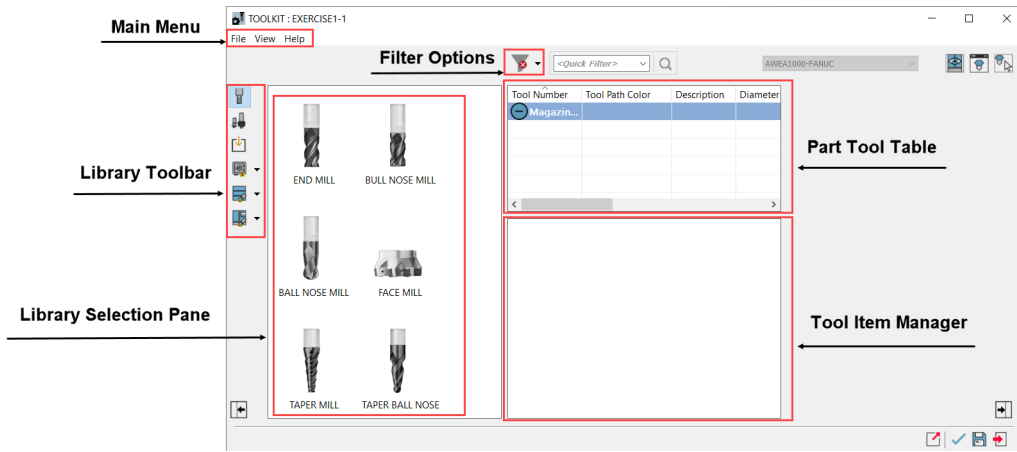 TOOLKIT : EXERCISE1-1
Main Menu
File View Help
Filter Options
<Quick Filter>
AWEA1000-FANUC
Tool Number Tool Path Color Description Diameter
Magazin...
Part Tool Table
Library Toolbar
END MILL BULL NOSE MILL
BALL NOSE MILL FACE MILL
Library Selection Pane
Tool Item Manager
TAPER MILL TAPER BALL NOSE